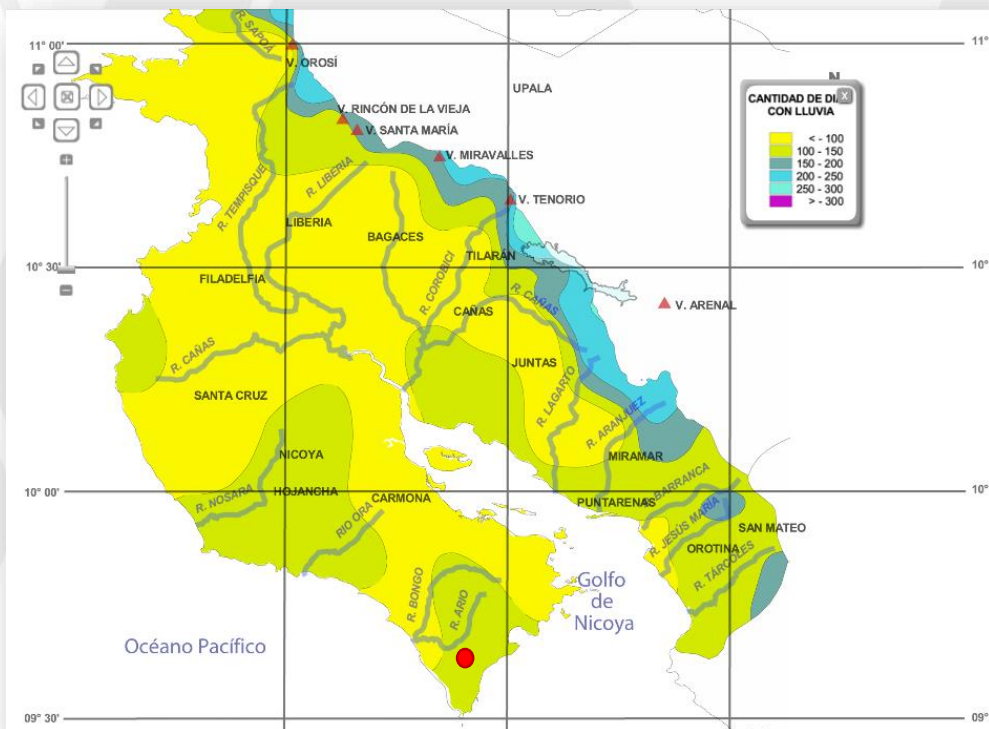 R. SAPOÁ
11° 00'
11°
V. OROSÍ
UPALA
N
CANTIDAD DE DI
CON LLUVIA
< - 100
100 - 150
150 - 200
200 - 250
250 - 300
> - 300
V. RINCÓN DE LA VIEJA
V. SANTA MARÍA
V. MIRAVALLES
R. LIBERIA
R. TEMPISQUE
V. TENORIO
LIBERIA
BAGACES
TILARÁN
10° 30'
10°
FILADELFIA
R. COROBICÍ
R. CAÑAS
V. ARENAL
CAÑAS
R. CAÑAS
JUNTAS
SANTA CRUZ
R. LAGARTO
R. ARANJUEZ
NICOYA
MIRAMAR
10° 00'
10°
HOJANCHA
CARMONA
R. NOSARA
RIO ORA
PUNTARENAS
R. BARRANCA
R. JESÚS MARÍA
SAN MATEO
OROTINA
R. TÁRCOLES
R. BONGO
R. ARIO
Golfo
de
Nicoya
Océano Pacífico
09° 30'
09°